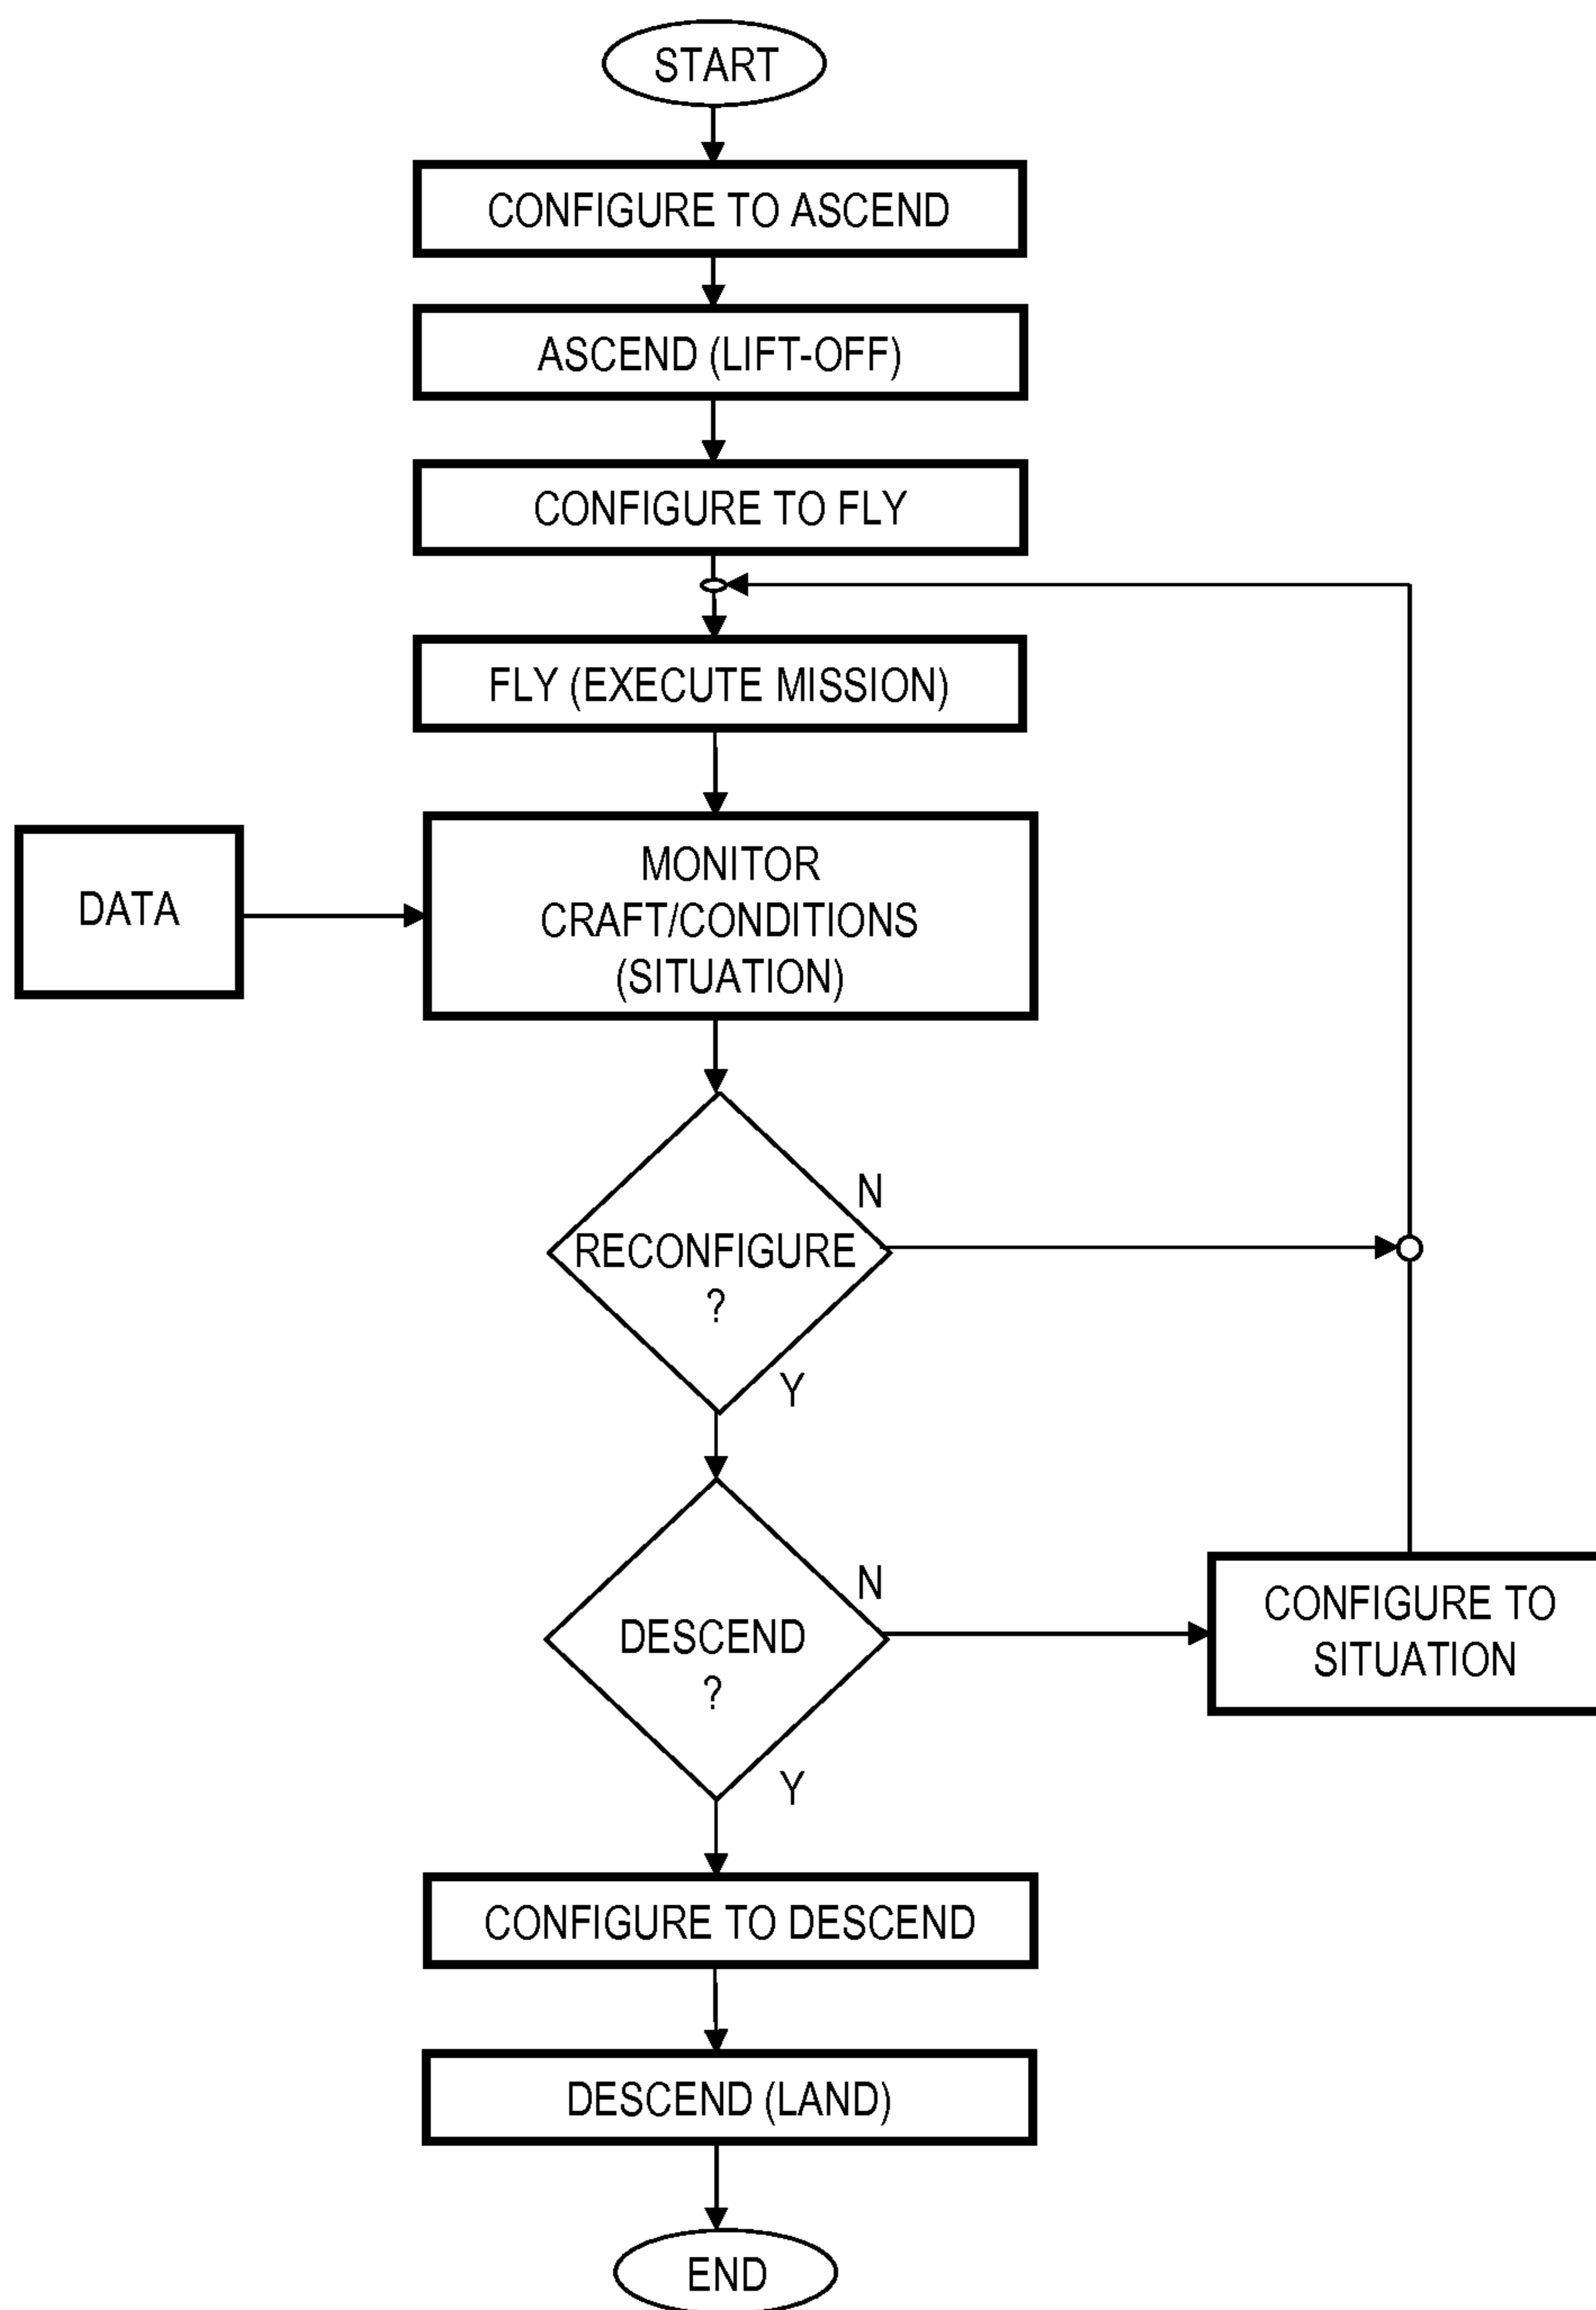 START
CONFIGURE TO ASCEND
ASCEND (LIFT-OFF)
CONFIGURE TO FLY
FLY (EXECUTE MISSION)
DATA
MONITOR
CRAFT/CONDITIONS
(SITUATION)
N
RECONFIGURE
?
Y
N
DESCEND
?
Y
CONFIGURE TO
SITUATION
CONFIGURE TO DESCEND
DESCEND (LAND)
END